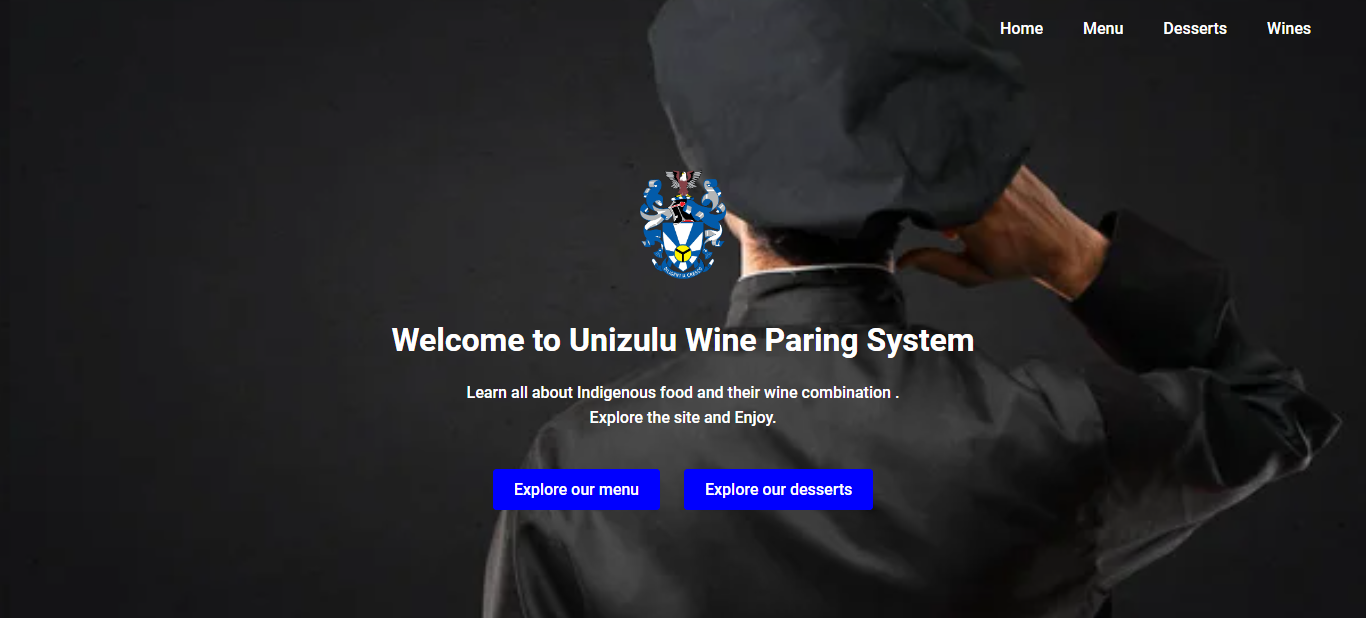 Home Menu Desserts Wines
Welcome to Unizulu Wine Paring System
Learn all about Indigenous food and their wine combination .
Explore the site and Enjoy.
Explore our menu Explore our desserts